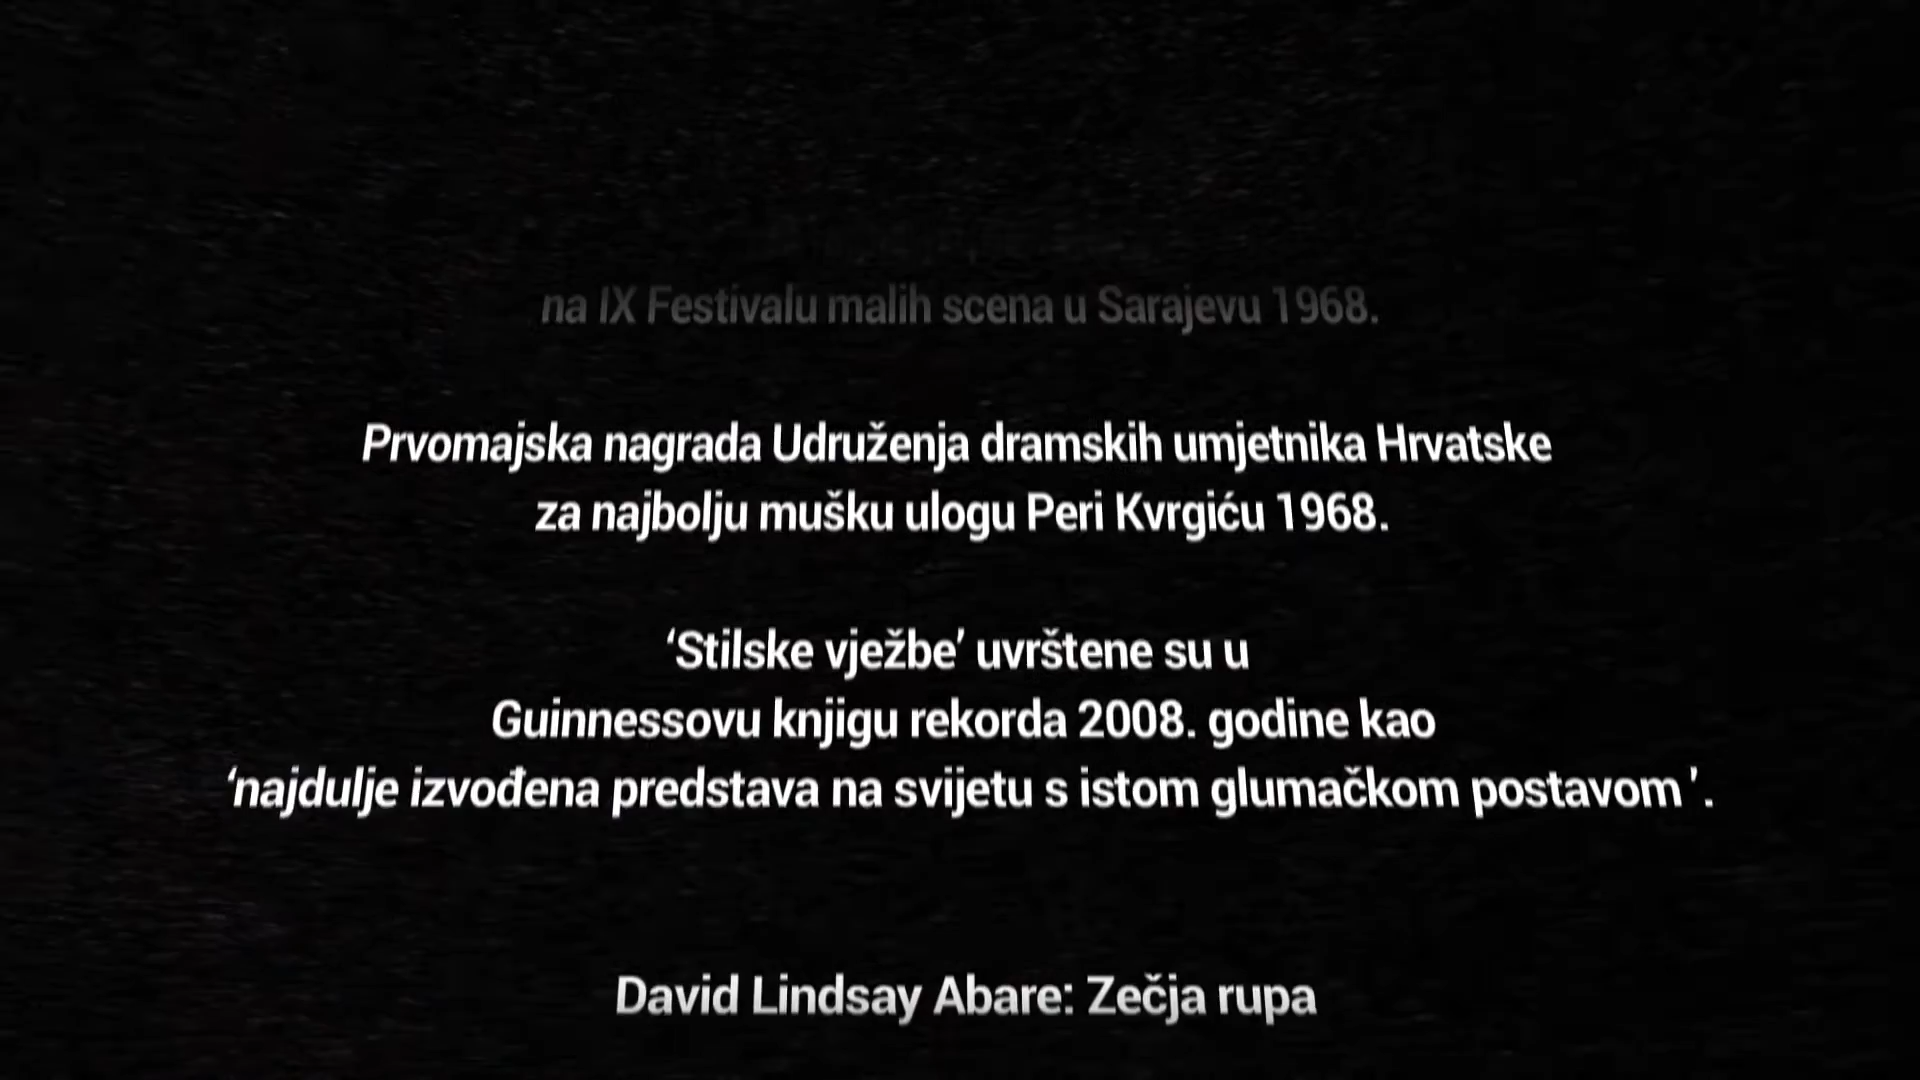 na IX Festivalu malih scena u Sarajevu 1968.
Prvomajska nagrada Udruženja dramskih umjetnika Hrvatske
za najbolju mušku ulogu Peri Kvrgiću 1968.
‘Stilske vježbe’ uvrštene su u
Guinnessovu knjigu rekorda 2008. godine kao
‘najdulje izvođena predstava na svijetu s istom glumačkom postavom ’.
David Lindsay Abare: Zečja rupa